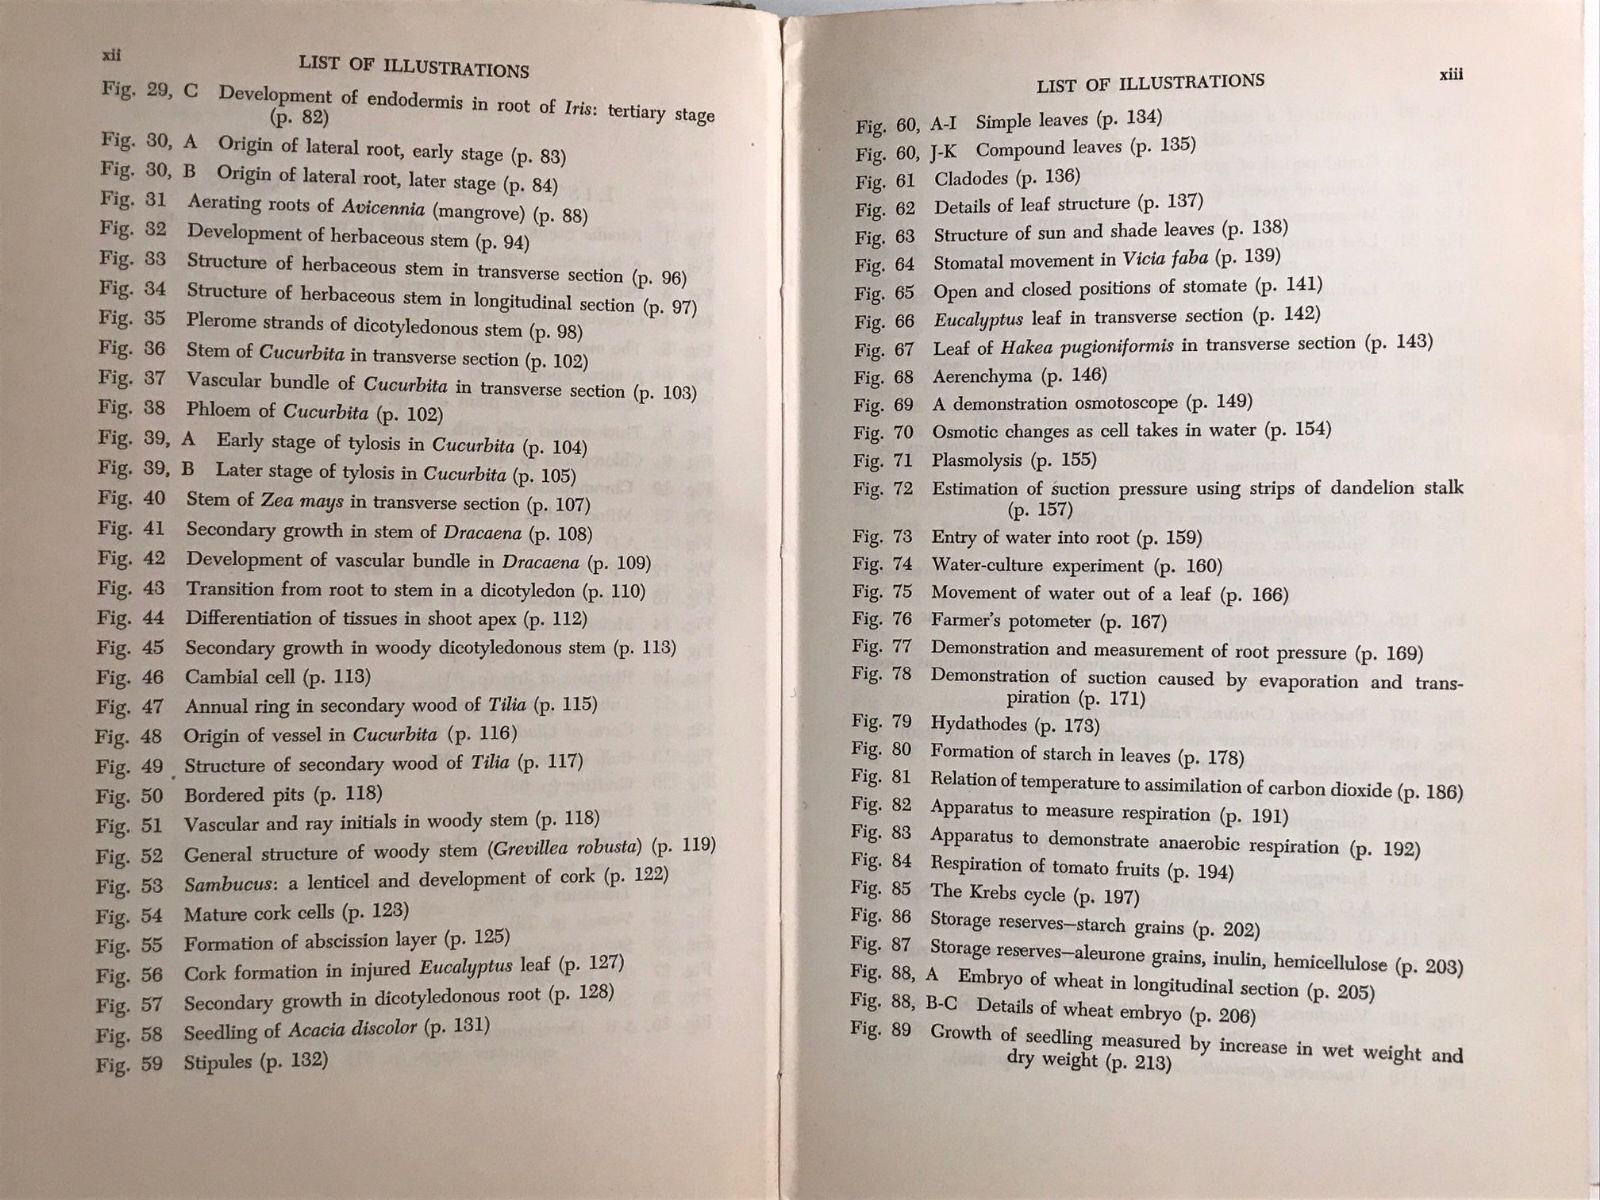 xii
LIST OF ILLUSTRATIONS
Fig. 29, C Development of endodermis in root of Iris: tertiary stage
(p. 82)
Fig. 30, A Origin of lateral root, early stage (p. 83)
Fig. 30, B Origin of lateral root, later stage (p. 84)
Fig. 31 Aerating roots of Avicennia (mangrove) (p. 88)
Fig. 32 Development of herbaceous stem (p. 94)
Fig. 33 Structure of herbaceous stem in transverse section (p. 96)
Fig. 34 Structure of herbaceous stem in longitudinal section (p. 97)
Fig. 35 Plerome strands of dicotyledonous stem (p. 98)
Fig. 36 Stem of Cucurbita in transverse section (p. 102)
Fig. 37 Vascular bundle of Cucurbita in transverse section (p. 103)
Fig. 38 Phloem of Cucurbita (p. 102)
Fig. 39, A Early stage of tylosis in Cucurbita (p. 104)
Fig. 39, B Later stage of tylosis in Cucurbita (p. 105)
Fig. 40 Stem of Zea mays in transverse section (p. 107)
Fig. 41 Secondary growth in stem of Dracaena (p. 108)
Fig. 42 Development of vascular bundle in Dracaena (p. 109)
Fig. 43 Transition from root to stem in a dicotyledon (p. 110)
Fig. 44 Differentiation of tissues in shoot apex (p. 112)
Fig. 45 Secondary growth in woody dicotyledonous stem (p. 113)
Fig. 46 Cambial cell (p. 113)
Fig. 47 Annual ring in secondary wood of Tilia (p. 115)
Fig. 48 Origin of vessel in Cucurbita (p. 116)
Fig. 49 Structure of secondary wood of Tilia (p. 117)
Fig. 50 Bordered pits (p. 118)
Fig. 51 Vascular and ray initials in woody stem (p. 118)
Fig. 52 General structure of woody stem (Grevillea robusta) (p. 119)
Fig. 53 Sambucus: a lenticel and development of cork (p. 122)
Fig. 54 Mature cork cells (p. 123)
Fig. 55 Formation of abscission layer (p. 125)
Fig. 56 Cork formation in injured Eucalyptus leaf (p. 127)
Fig. 57 Secondary growth in dicotyledonous root (p. 128)
Fig. 58 Seedling of Acacia discolor (p. 131)
Fig. 59 Stipules (p. 132)
LIST OF ILLUSTRATIONS
xiii
Fig. 60, A-I Simple leaves (p. 134)
Fig. 60, J-K Compound leaves (p. 135)
Fig. 61 Cladodes (p. 136)
Fig. 62 Details of leaf structure (p. 137)
Fig. 63 Structure of sun and shade leaves (p. 138)
Fig. 64 Stomatal movement in Vicia faba (p. 139)
Fig. 65 Open and closed positions of stomate (p. 141)
Fig. 66 Eucalyptus leaf in transverse section (p. 142)
Fig. 67 Leaf of Hakea pugioniformis in transverse section (p. 143)
Fig. 68 Aerenchyma (p. 146)
Fig. 69 A demonstration osmotoscope (p. 149)
Fig. 70 Osmotic changes as cell takes in water (p. 154)
Fig. 71 Plasmolysis (p. 155)
Fig. 72 Estimation of suction pressure using strips of dandelion stalk
(p. 157)
Fig. 73 Entry of water into root (p. 159)
Fig. 74 Water-culture experiment (p. 160)
Fig. 75 Movement of water out of a leaf (p. 166)
Fig. 76 Farmer's potometer (p. 167)
Fig. 77 Demonstration and measurement of root pressure (p. 169)
Fig. 78 Demonstration of suction caused by evaporation and trans-
piration (p. 171)
Fig. 79 Hydathodes (p. 173)
Fig. 80 Formation of starch in leaves (p. 178)
Fig. 81 Relation of temperature to assimilation of carbon dioxide (p. 186)
Fig. 82 Apparatus to measure respiration (p. 191)
Fig. 83 Apparatus to demonstrate anaerobic respiration (p. 192)
Fig. 84 Respiration of tomato fruits (p. 194)
Fig. 85 The Krebs cycle (p. 197)
Fig. 86 Storage reserves—starch grains (p. 202)
Fig. 87 Storage reserves—aleurone grains, inulin, hemicellulose (p. 203)
Fig. 88, A Embryo of wheat in longitudinal section (p. 205)
Fig. 88, B-C Details of wheat embryo (p. 206)
Fig. 89 Growth of seedling measured by increase in wet weight and
dry weight (p. 213)